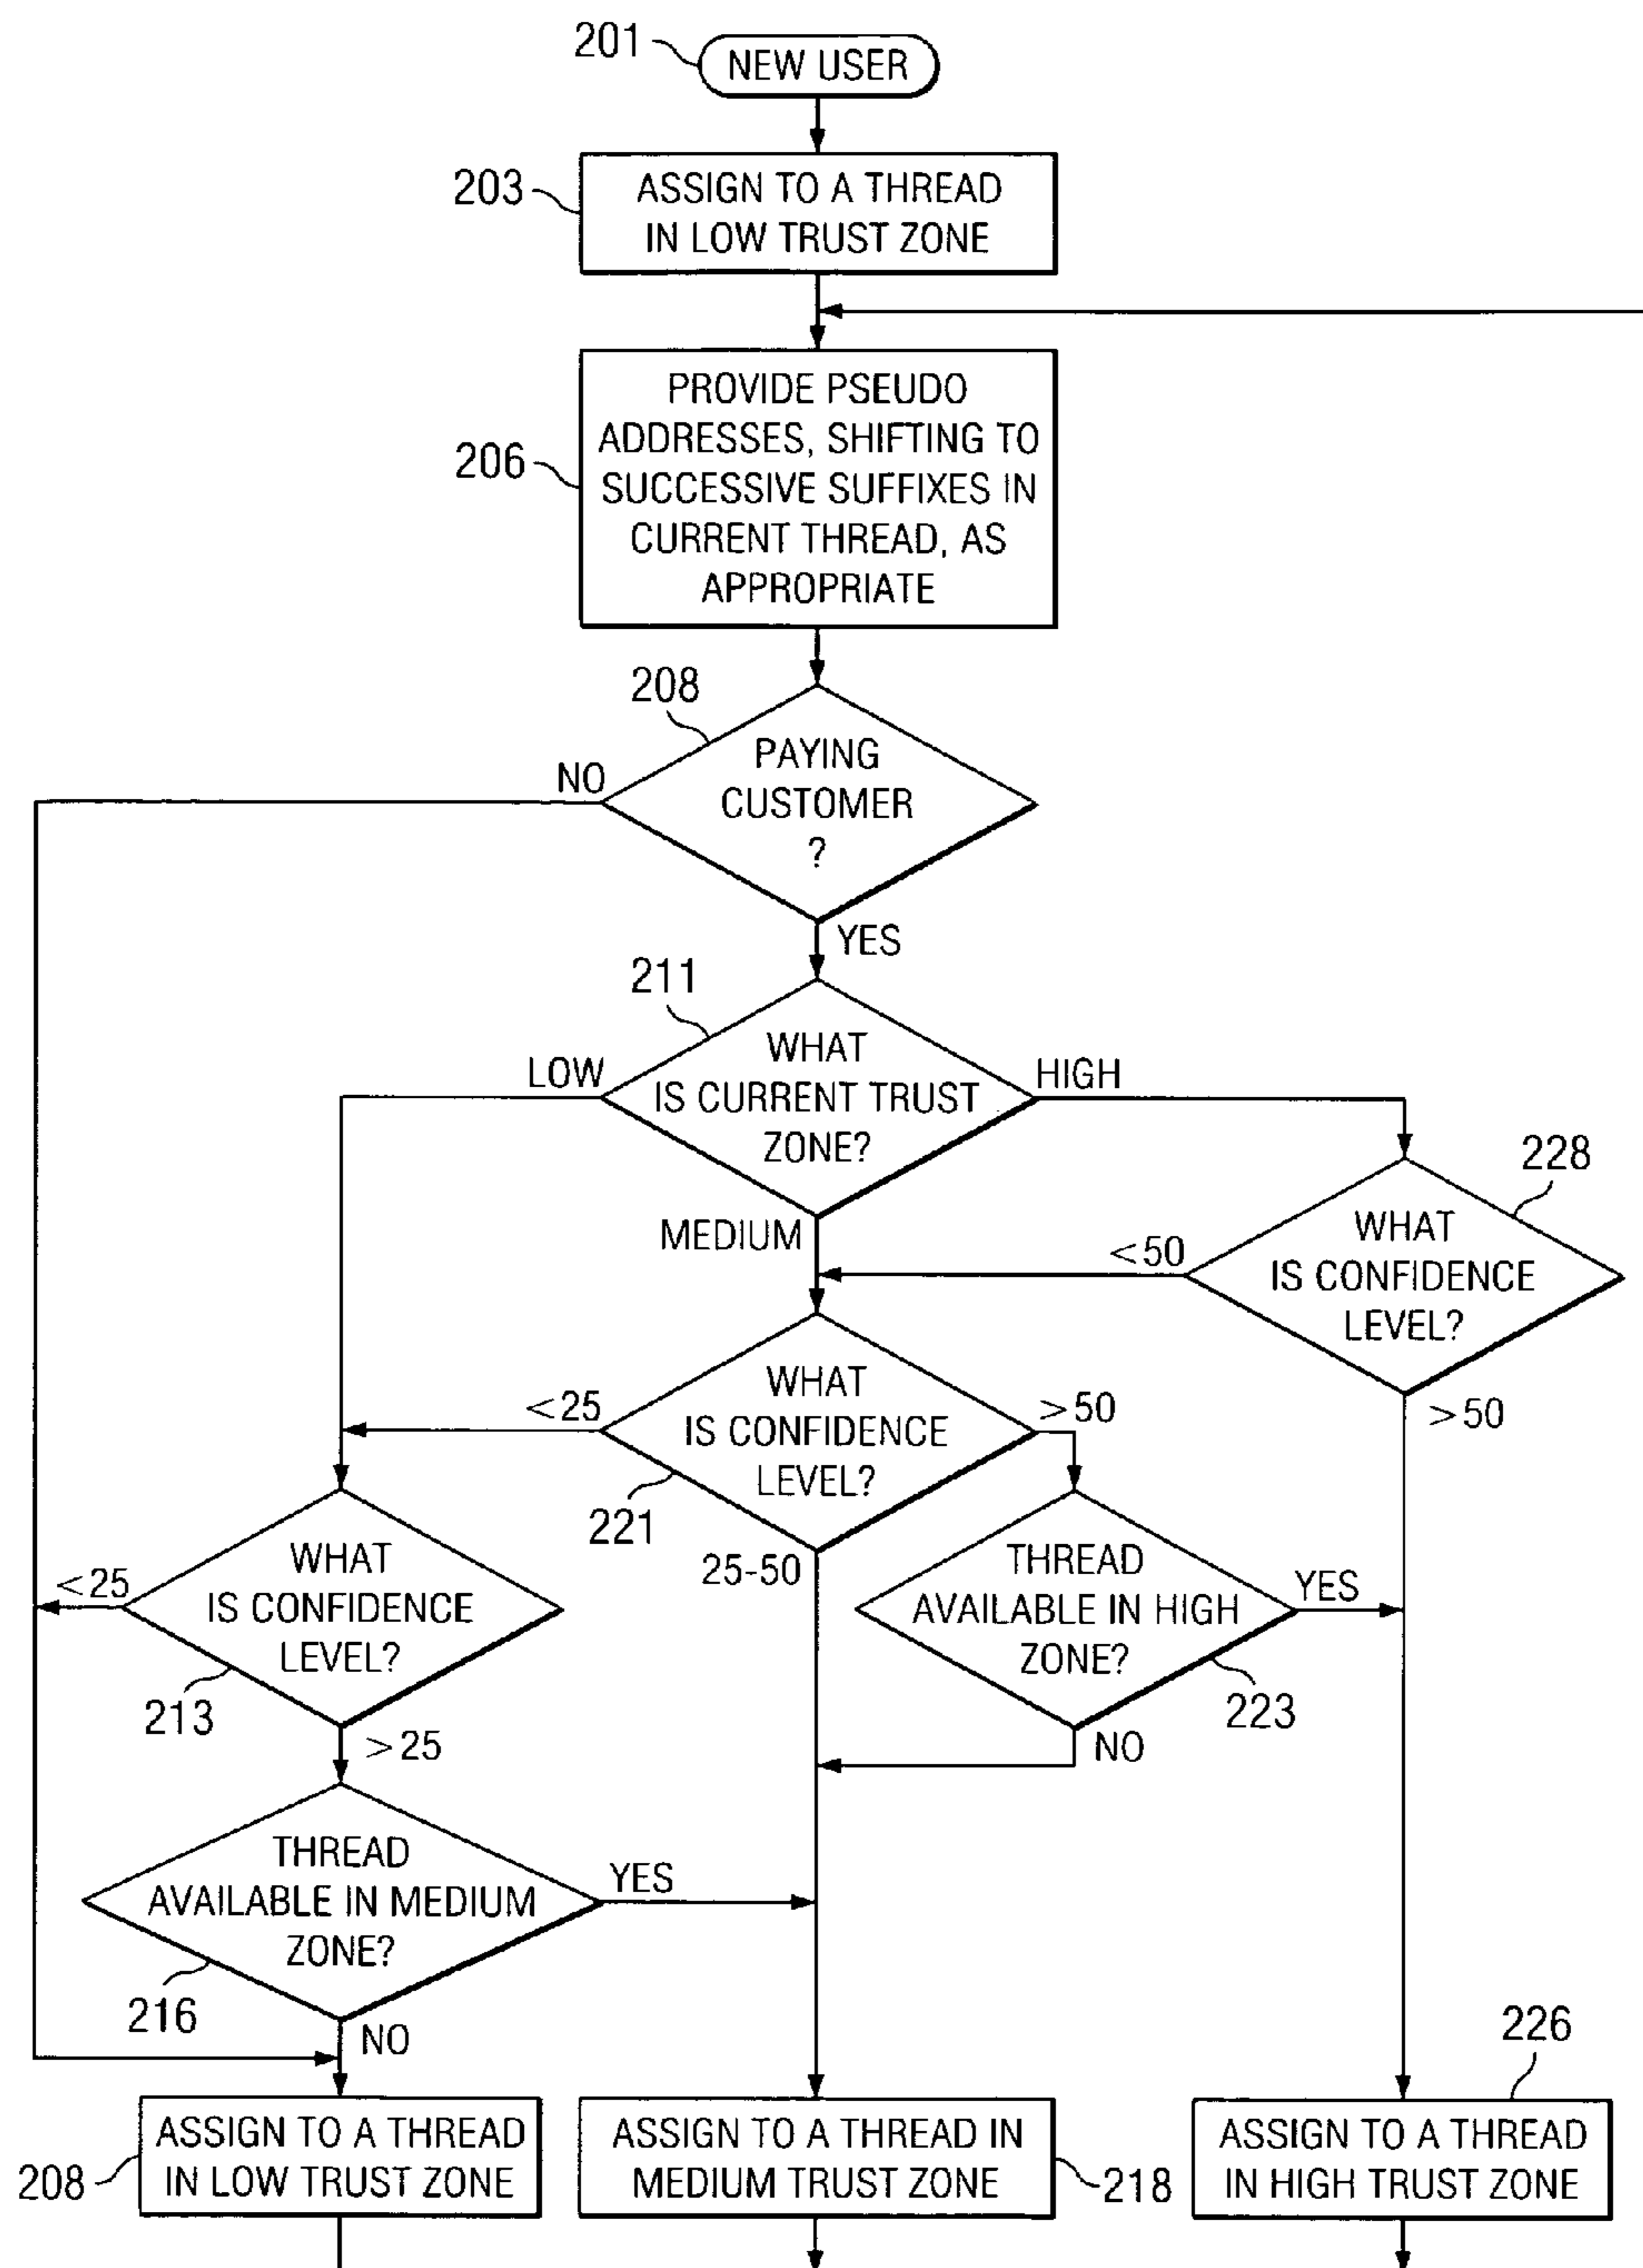 201
NEW USER
203
ASSIGN TO A THREAD
IN LOW TRUST ZONE
206
PROVIDE PSEUDO
ADDRESSES, SHIFTING TO
SUCCESSIVE SUFFIXES IN
CURRENT THREAD, AS
APPROPRIATE
208
NO
PAYING
CUSTOMER
?
YES
211
LOW
WHAT
IS CURRENT TRUST
ZONE?
HIGH
MEDIUM
228
<50
WHAT
IS CONFIDENCE
LEVEL?
>50
<25
WHAT
IS CONFIDENCE
LEVEL?
>50
221
25-50
<25
WHAT
IS CONFIDENCE
LEVEL?
213
>25
THREAD
AVAILABLE IN HIGH
ZONE?
YES
223
NO
THREAD
AVAILABLE IN MEDIUM
ZONE?
YES
216
NO
208
ASSIGN TO A THREAD
IN LOW TRUST ZONE
ASSIGN TO A THREAD IN
MEDIUM TRUST ZONE
218
226
ASSIGN TO A THREAD
IN HIGH TRUST ZONE